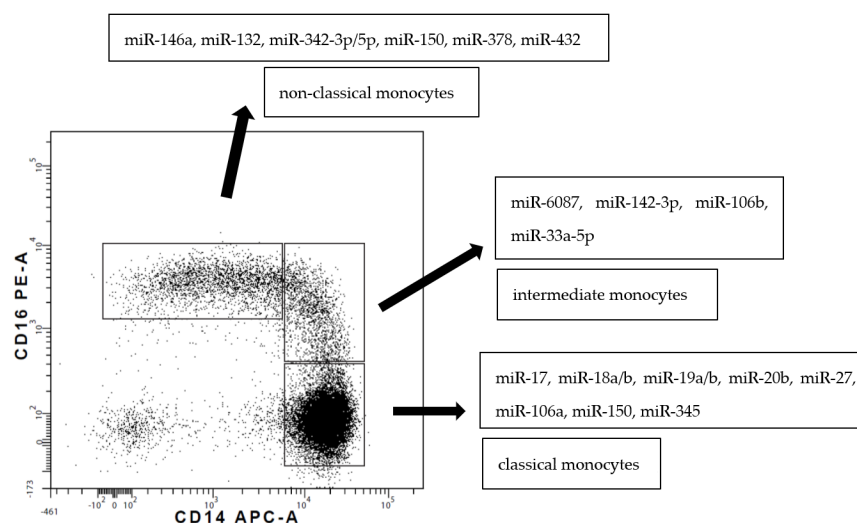 miR-146a, miR-132, miR-342-3p/5p, miR-150, miR-378, miR-432
non-classical monocytes
miR-6087, miR-142-3p, miR-106b,
miR-33a-5p
intermediate monocytes
miR-17, miR-18a/b, miR-19a/b, miR-20b, miR-27,
miR-106a, miR-150, miR-345
classical monocytes
CD16 PE-A
10^5
10^4
10^3
10^2
0
-173
-461
-10^2 0 10^2 10^3 10^4 10^5
CD14 APC-A